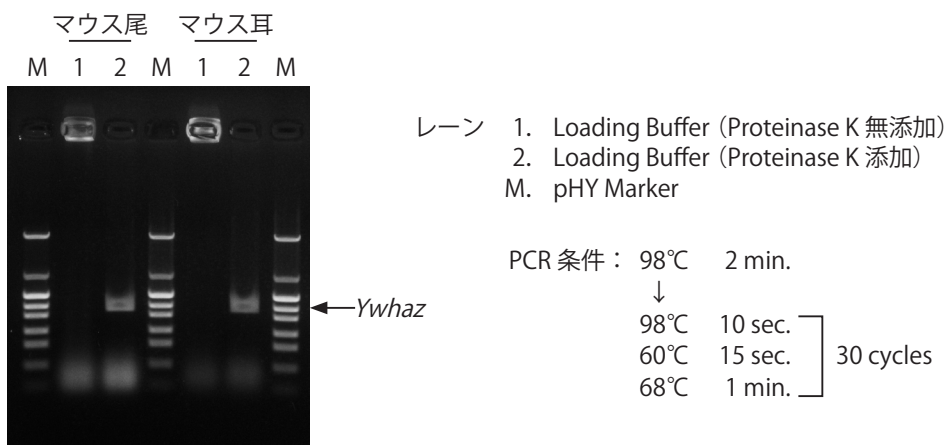 マウス尾 マウス耳
M 1 2 M 1 2 M
レーン 1. Loading Buffer（Proteinase K 無添加）
2. Loading Buffer（Proteinase K 添加）
M. pHY Marker
PCR 条件： 98℃ 2 min.
↓
98℃ 10 sec.
60℃ 15 sec. 30 cycles
68℃ 1 min.
Ywhaz